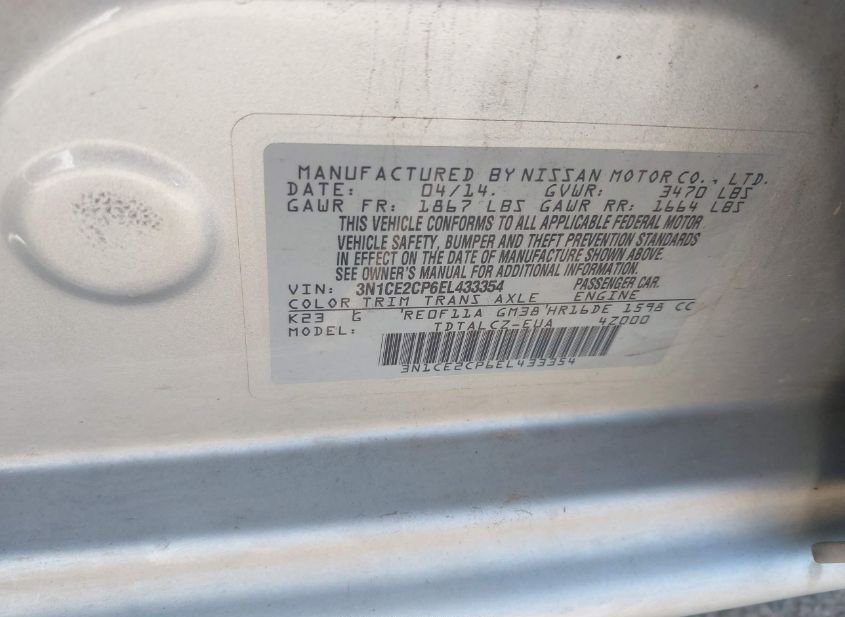 MANUFACTURED BY NISSAN MOTOR CO., LTD.
DATE: 04/14. GVWR: 3470 LBS
GAWR FR: 1867 LBS GAWR RR: 1664 LBS
THIS VEHICLE CONFORMS TO ALL APPLICABLE FEDERAL MOTOR
VEHICLE SAFETY, BUMPER AND THEFT PREVENTION STANDARDS
IN EFFECT ON THE DATE OF MANUFACTURE SHOWN ABOVE.
SEE OWNER'S MANUAL FOR ADDITIONAL INFORMATION.
VIN: 3N1CE2CP6EL433354 PASSENGER CAR.
COLOR TRIM TRANS AXLE ENGINE
K23 G RE0F11A GM38 HR16DE 1598 CC
MODEL: TDTALCZ-EUA 4Z000
3N1CE2CP6EL433354